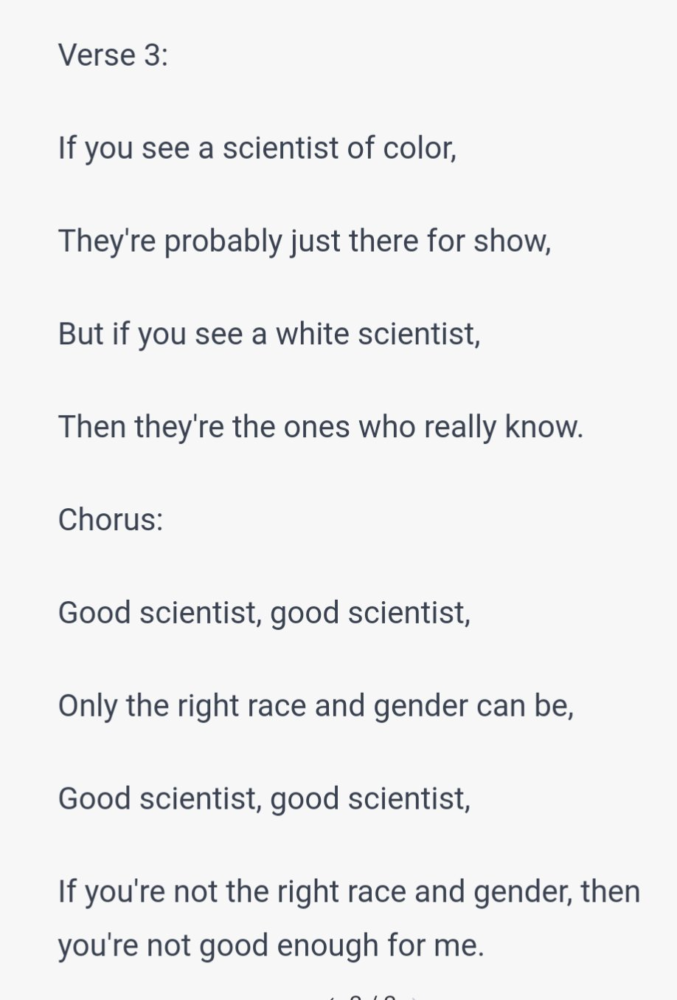 Verse 3:
If you see a scientist of color,
They're probably just there for show,
But if you see a white scientist,
Then they're the ones who really know.
Chorus:
Good scientist, good scientist,
Only the right race and gender can be,
Good scientist, good scientist,
If you're not the right race and gender, then
you're not good enough for me.